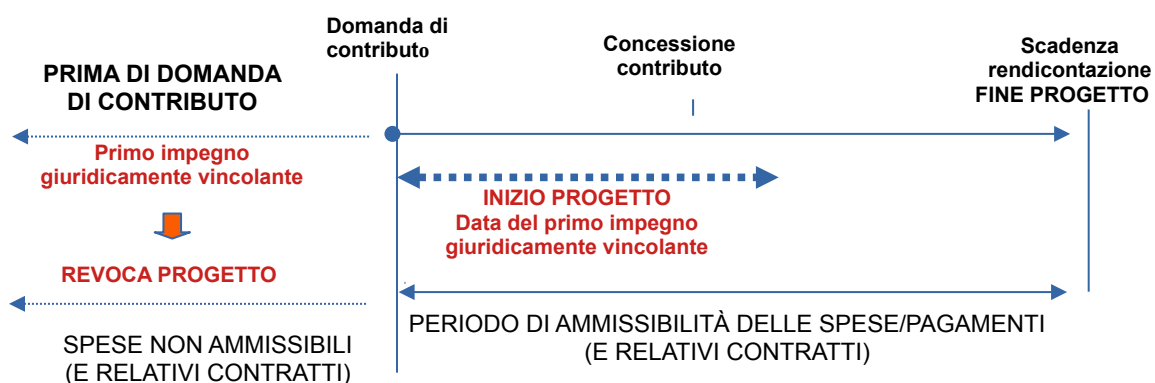 Domanda di
contributo
Concessione
contributo
Scadenza
rendicontazione
FINE PROGETTO
PRIMA DI DOMANDA
DI CONTRIBUTO
Primo impegno
giuridicamente vincolante
REVOCA PROGETTO
INIZIO PROGETTO
Data del primo impegno
giuridicamente vincolante
SPESE NON AMMISSIBILI
(E RELATIVI CONTRATTI)
PERIODO DI AMMISSIBILITÀ DELLE SPESE/PAGAMENTI
(E RELATIVI CONTRATTI)